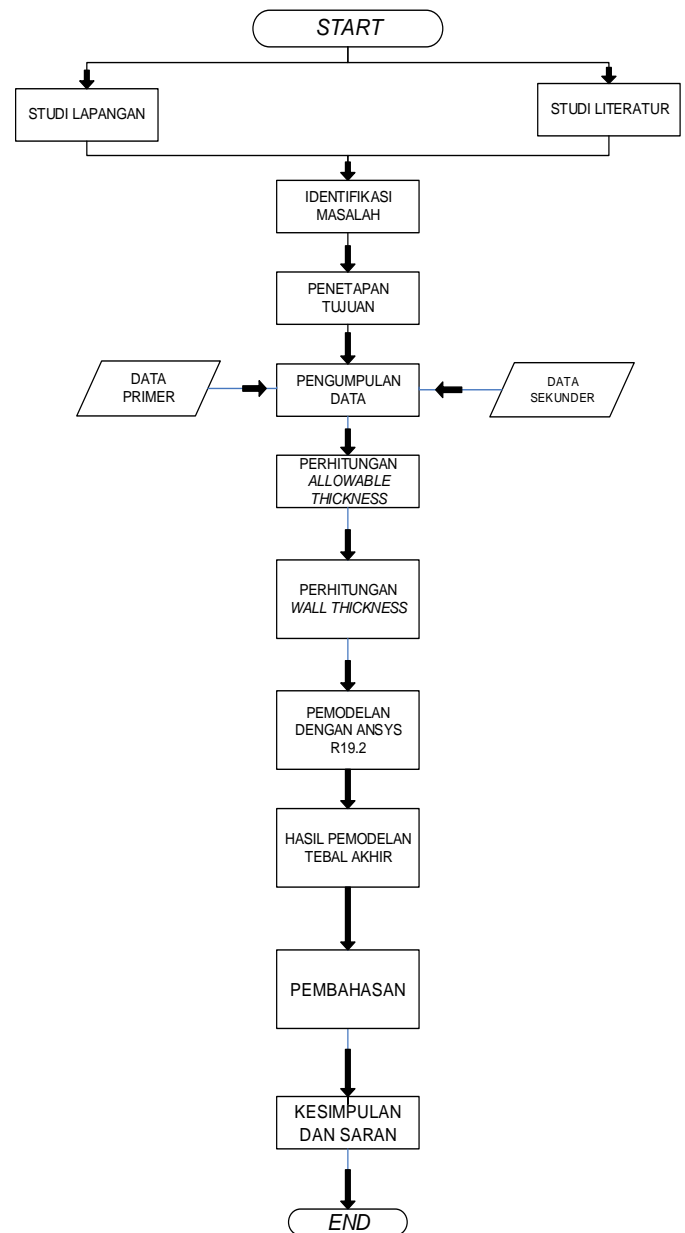 START
STUDI LAPANGAN
STUDI LITERATUR
IDENTIFIKASI
MASALAH
PENETAPAN
TUJUAN
DATA
PRIMER
PENGUMPULAN
DATA
DATA
SEKUNDER
PERHITUNGAN
ALLOWABLE
THICKNESS
PERHITUNGAN
WALL THICKNESS
PEMODELAN
DENGAN ANSYS
R19.2
HASIL PEMODELAN
TEBAL AKHIR
PEMBAHASAN
KESIMPULAN
DAN SARAN
END